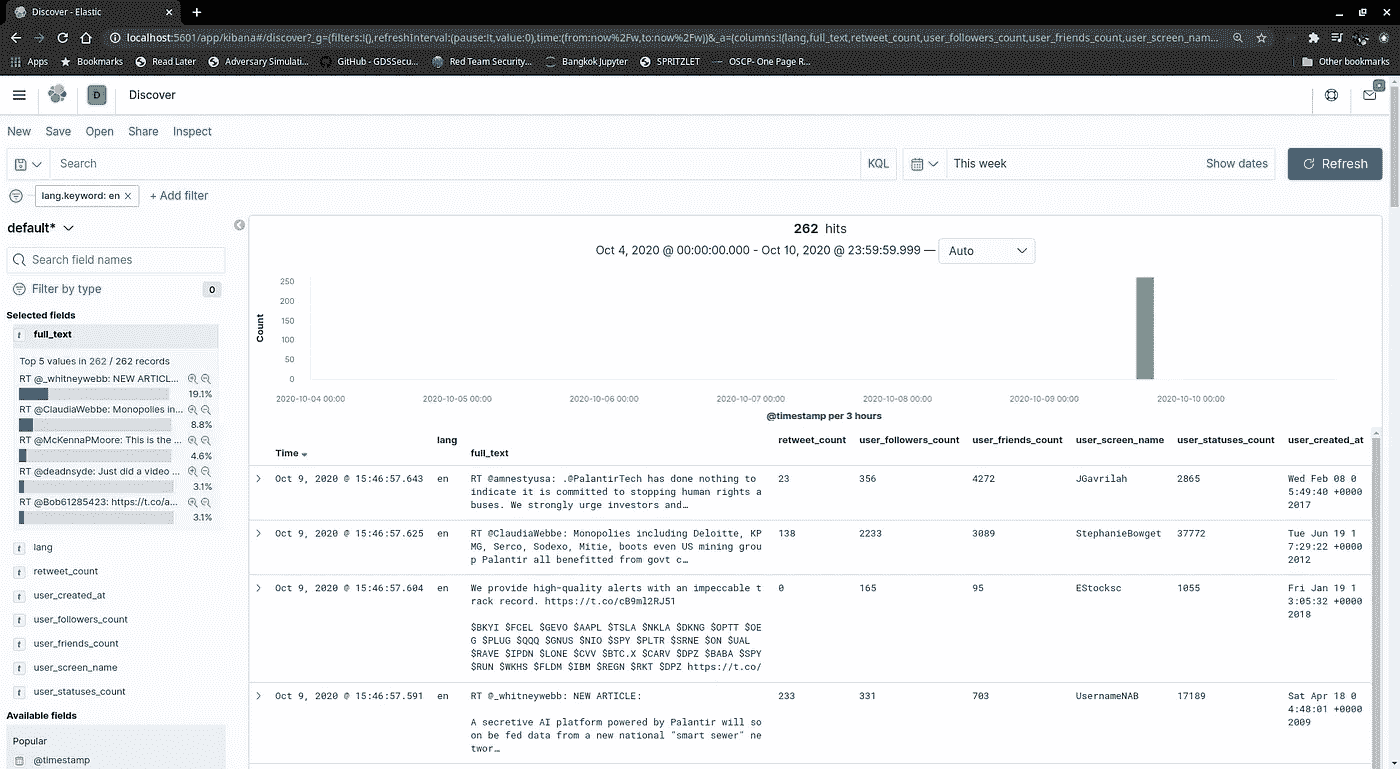 Discover - Elastic
localhost:5601/app/kibana#/discover?_g=(filters:!(),refreshInterval:(pause:!t,value:0),time:(from:now%2Fw,to:now%2Fw))&_a=(columns:!(lang,full_text,retweet_count,user_followers_count,user_friends_count,user_screen_nam...
Apps Bookmarks Read Later Adversary Simulati... GitHub - GDSSecu... Red Team Security... Bangkok Jupyter SPRITZLET OSCP- One Page R... Other bookmarks
D Discover
New Save Open Share Inspect
Search KQL This week Show dates Refresh
lang.keyword: en × + Add filter
default*
Search field names
Filter by type 0
Selected fields
t full_text
Top 5 values in 262 / 262 records
RT @_whitneywebb: NEW ARTICL...
19.1%
RT @ClaudiaWebbe: Monopolies in...
8.8%
RT @McKennaPMoore: This is the ...
4.6%
RT @deadnsyde: Just did a video ...
3.1%
RT @Bob61285423: https://t.co/a...
3.1%
t lang
t retweet_count
t user_created_at
t user_followers_count
t user_friends_count
t user_screen_name
t user_statuses_count
Available fields
Popular
@timestamp
262 hits
Oct 4, 2020 @ 00:00:00.000 - Oct 10, 2020 @ 23:59:59.999 — Auto
Count
250
200
150
100
50
0
2020-10-04 00:00 2020-10-05 00:00 2020-10-06 00:00 2020-10-07 00:00 2020-10-08 00:00 2020-10-09 00:00 2020-10-10 00:00
@timestamp per 3 hours
Time lang full_text retweet_count user_followers_count user_friends_count user_screen_name user_statuses_count user_created_at
Oct 9, 2020 @ 15:46:57.643 en RT @amnestyusa: .@PalantirTech has done nothing to 23 356 4272 JGavrilah 2865 Wed Feb 08 0
indicate it is committed to stopping human rights a 5:49:40 +0000
buses. We strongly urge investors and… 2017
Oct 9, 2020 @ 15:46:57.625 en RT @ClaudiaWebbe: Monopolies including Deloitte, KP 138 2233 3089 StephanieBowget 37772 Tue Jun 19 1
MG, Serco, Sodexo, Mitie, boots even US mining grou 7:29:22 +0000
p Palantir all benefitted from govt c… 2012
Oct 9, 2020 @ 15:46:57.604 en We provide high-quality alerts with an impeccable t 0 165 95 EStocksc 1055 Fri Jan 19 1
rack record. https://t.co/cB9ml2RJ51 3:05:32 +0000
2018
$BKYI $FCEL $GEVO $AAPL $TSLA $NKLA $DKNG $OPTT $OE
G $PLUG $QQQ $GNUS $NIO $SPY $PLTR $SRNE $ON $UAL
$RAVE $IPDN $LONE $CVV $BTC.X $CARV $DPZ $BABA $SPY
$RUN $WKHS $FLDM $IBM $REGN $RKT $DPZ https://t.co/
Oct 9, 2020 @ 15:46:57.591 en RT @_whitneywebb: NEW ARTICLE: 233 331 703 UsernameNAB 17189 Sat Apr 18 0
4:48:01 +0000
A secretive AI platform powered by Palantir will so 2009
on be fed data from a new national "smart sewer" ne
twor…